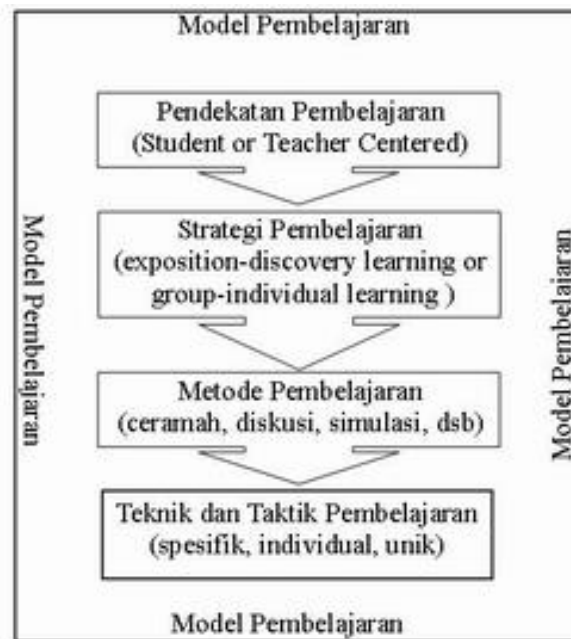 Model Pembelajaran
Pendekatan Pembelajaran
(Student or Teacher Centered)
Model Pembelajaran
Strategi Pembelajaran
(exposition-discovery learning or
group-individual learning )
Model Pembelajaran
Metode Pembelajaran
(ceramah, diskusi, simulasi, dsb)
Teknik dan Taktik Pembelajaran
(spesifik, individual, unik)
Model Pembelajaran